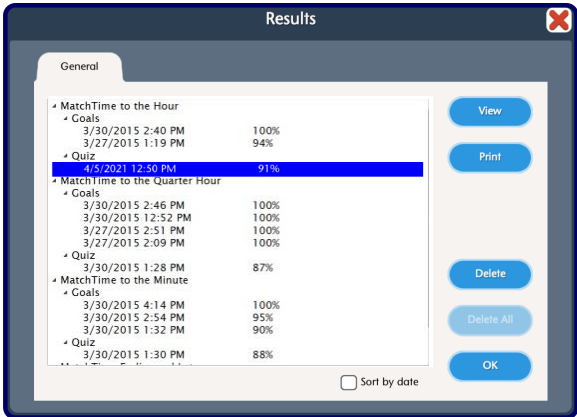 Results
General
MatchTime to the Hour
Goals
3/30/2015 2:40 PM 100%
3/27/2015 1:19 PM 94%
Quiz
4/5/2021 12:50 PM 91%
MatchTime to the Quarter Hour
Goals
3/30/2015 2:46 PM 100%
3/30/2015 12:52 PM 100%
3/27/2015 2:51 PM 100%
3/27/2015 2:09 PM 100%
Quiz
3/30/2015 1:28 PM 87%
MatchTime to the Minute
Goals
3/30/2015 4:14 PM 100%
3/30/2015 2:54 PM 95%
3/30/2015 1:32 PM 90%
Quiz
3/30/2015 1:30 PM 88%
Sort by date
View
Print
Delete
Delete All
OK